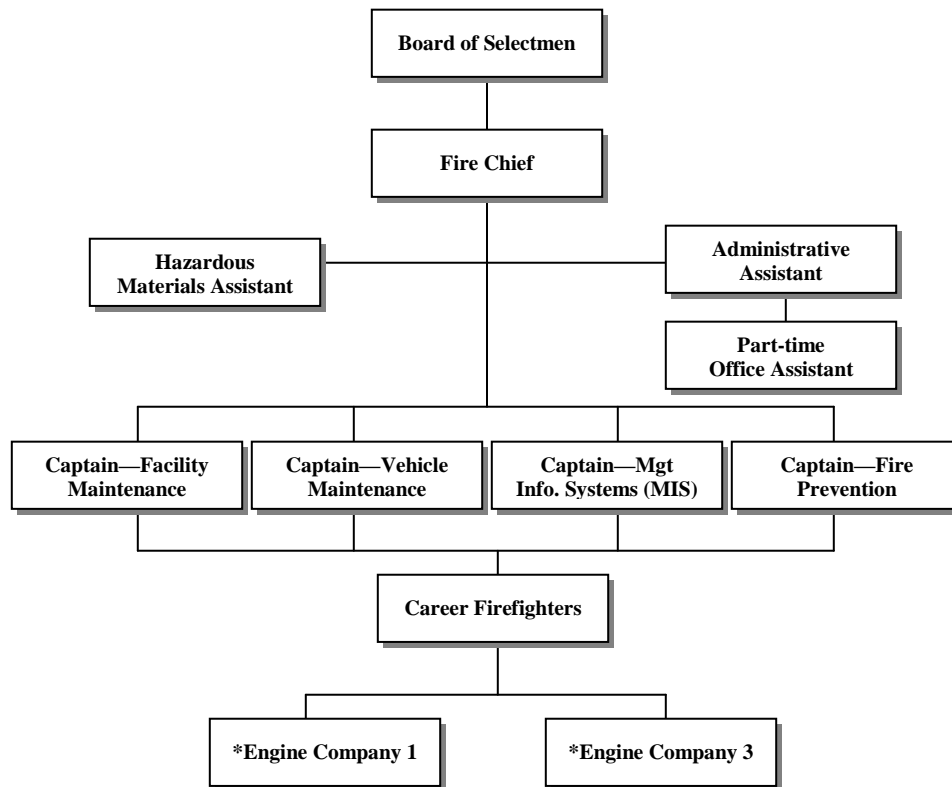 Board of Selectmen
Fire Chief
Hazardous
Materials Assistant
Administrative
Assistant
Part-time
Office Assistant
Captain—Facility
Maintenance
Captain—Vehicle
Maintenance
Captain—Mgt
Info. Systems (MIS)
Captain—Fire
Prevention
Career Firefighters
*Engine Company 1
*Engine Company 3